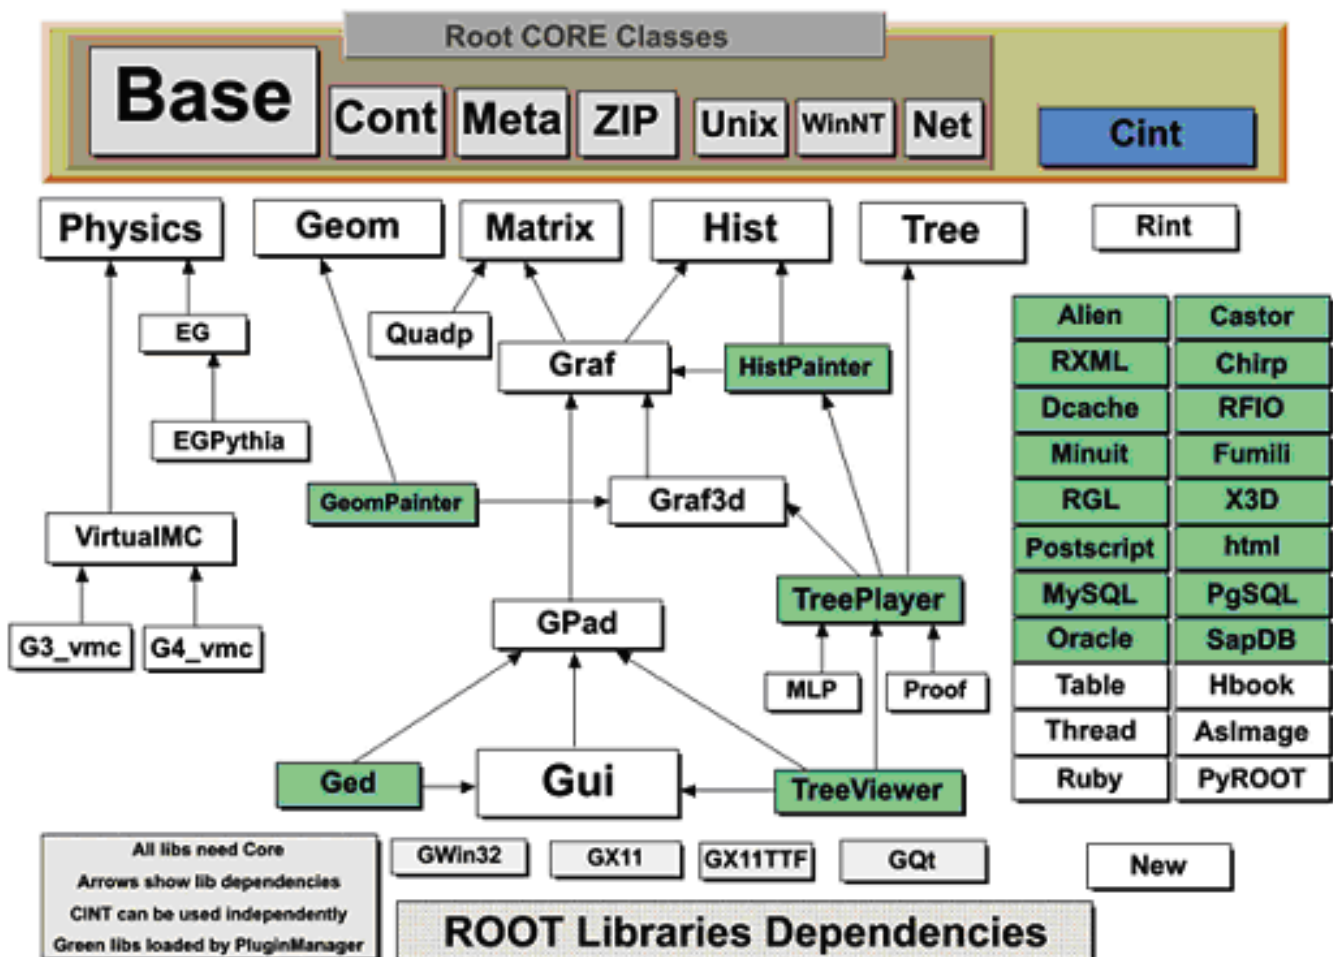 Root CORE Classes
Base
Cont
Meta
ZIP
Unix
WinNT
Net
Cint
Physics
Geom
Matrix
Hist
Tree
Rint
EG
Quadp
Graf
HistPainter
EGPythia
GeomPainter
Graf3d
VirtualMC
TreePlayer
GPad
G3_vmc
G4_vmc
MLP
Proof
Ged
Gui
TreeViewer
Alien
Castor
RXML
Chirp
Dcache
RFIO
Minuit
Fumili
RGL
X3D
Postscript
html
MySQL
PgSQL
Oracle
SapDB
Table
Hbook
Thread
AsImage
Ruby
PyROOT
GWin32
GX11
GX11TTF
GQt
New
All libs need Core
Arrows show lib dependencies
CINT can be used independently
Green libs loaded by PluginManager
ROOT Libraries Dependencies